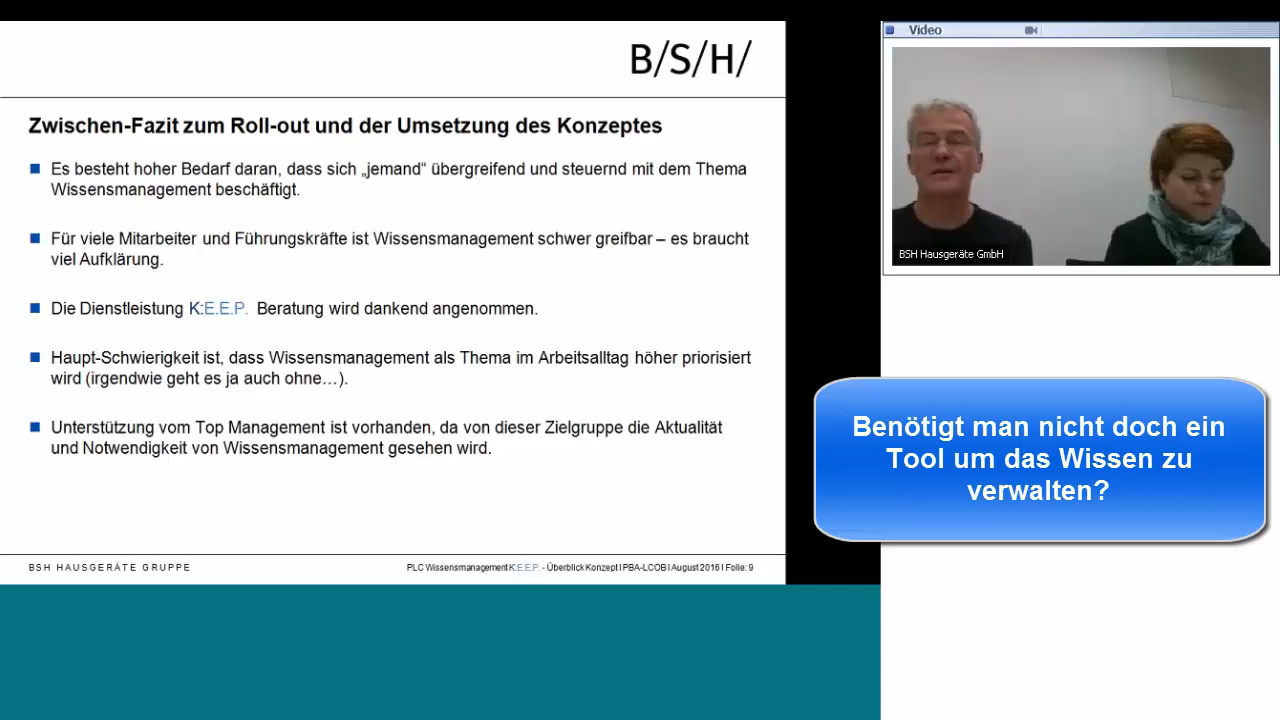 B/S/H/
Zwischen-Fazit zum Roll-out und der Umsetzung des Konzeptes
Es besteht hoher Bedarf daran, dass sich „jemand“ übergreifend und steuernd mit dem Thema
Wissensmanagement beschäftigt.
Für viele Mitarbeiter und Führungskräfte ist Wissensmanagement schwer greifbar – es braucht
viel Aufklärung.
Die Dienstleistung K:E.E.P. Beratung wird dankend angenommen.
Haupt-Schwierigkeit ist, dass Wissensmanagement als Thema im Arbeitsalltag höher priorisiert
wird (irgendwie geht es ja auch ohne…).
Unterstützung vom Top Management ist vorhanden, da von dieser Zielgruppe die Aktualität
und Notwendigkeit von Wissensmanagement gesehen wird.
BSH HAUSGERÄTE GRUPPE
PLC Wissensmanagement K:E.E.P. - Überblick Konzept I PBA-LCOB I August 2016 I Folie: 9
Video
BSH Hausgeräte GmbH
Benötigt man nicht doch ein
Tool um das Wissen zu
verwalten?